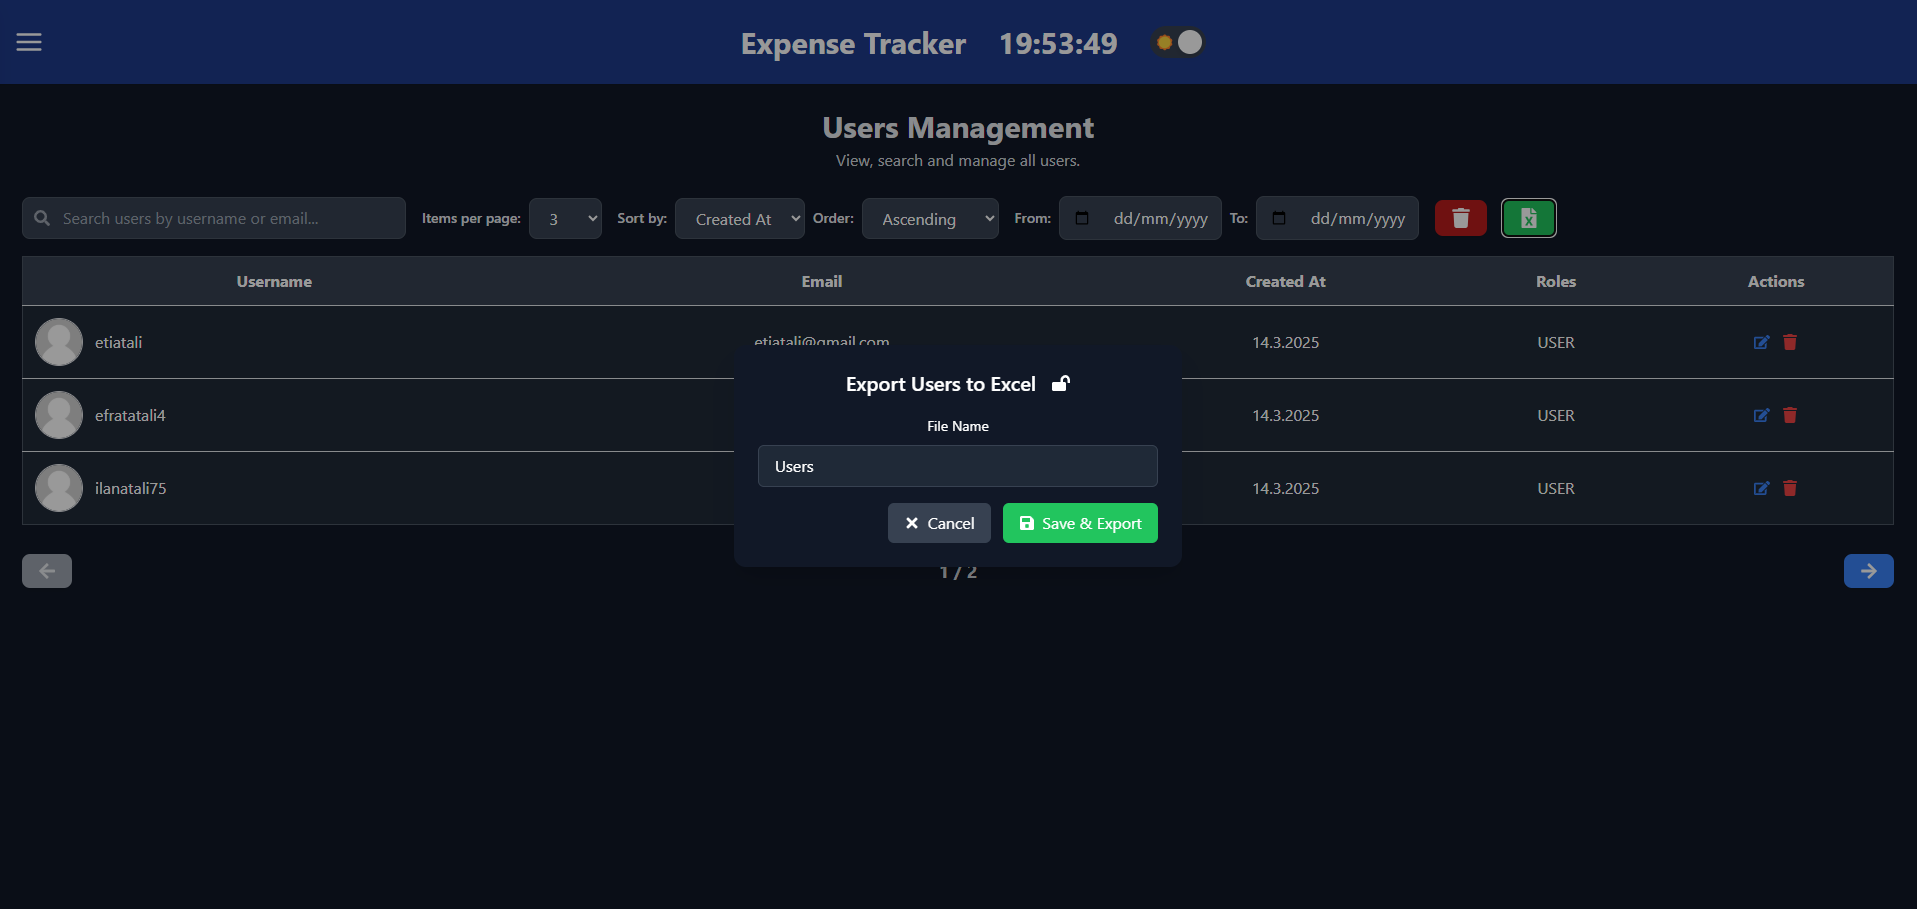 Expense Tracker 19:53:49
Users Management
View, search and manage all users.
Search users by username or email... Items per page: 3 Sort by: Created At Order: Ascending From: dd/mm/yyyy To: dd/mm/yyyy
Username Email Created At Roles Actions
etiatali etiatali@gmail.com 14.3.2025 USER
efratatali4 14.3.2025 USER
ilanatali75 14.3.2025 USER
Export Users to Excel
File Name
Users
Cancel Save & Export
1 / 2